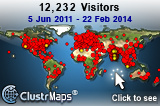 12,232 Visitors
5 Jun 2011 - 22 Feb 2014
ClustrMaps®
Click to see